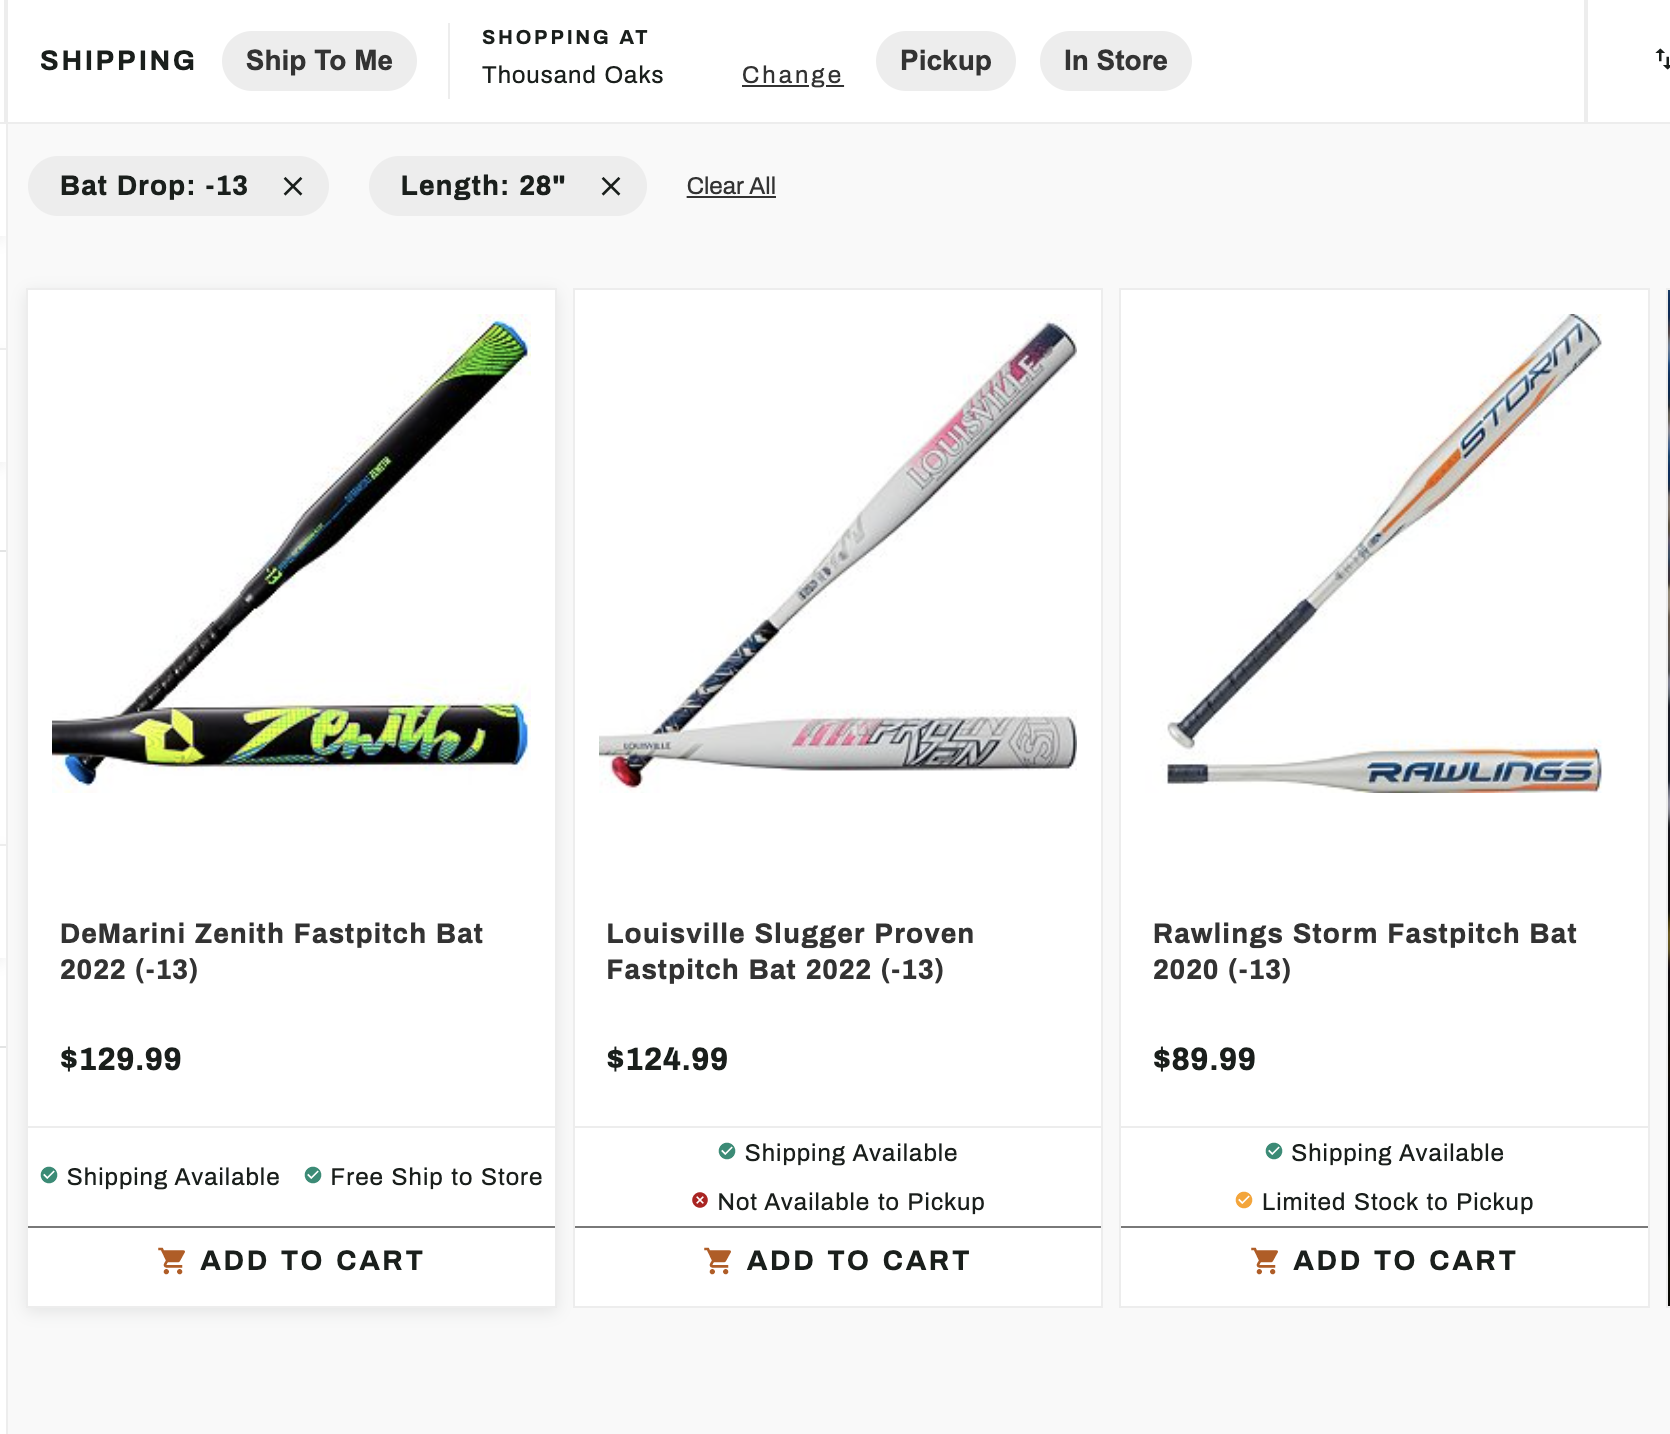 SHIPPING
Ship To Me
SHOPPING AT
Thousand Oaks
Change
Pickup
In Store
Bat Drop: -13
Length: 28"
Clear All
DEMARINI ZENITH
Zenith
DeMarini Zenith Fastpitch Bat
2022 (-13)
$129.99
Shipping Available
Free Ship to Store
ADD TO CART
LOUISVILLE
LOUISVILLE
PROVEN
Louisville Slugger Proven
Fastpitch Bat 2022 (-13)
$124.99
Shipping Available
Not Available to Pickup
ADD TO CART
STORM
RAWLINGS
Rawlings Storm Fastpitch Bat
2020 (-13)
$89.99
Shipping Available
Limited Stock to Pickup
ADD TO CART